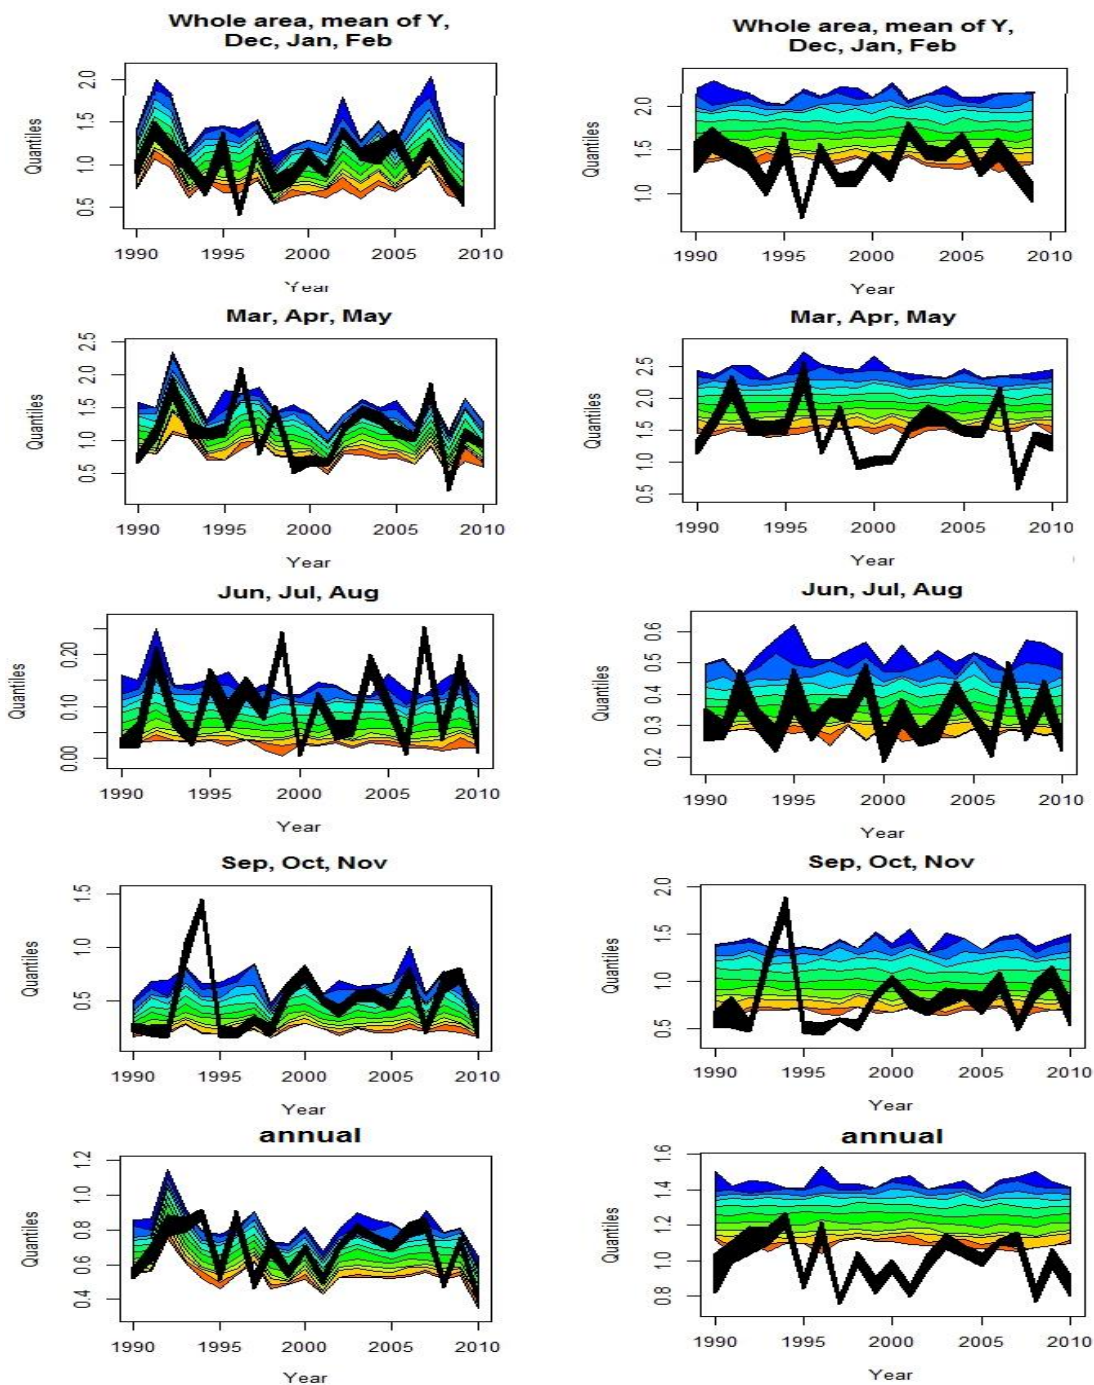 Whole area, mean of Y,
Dec, Jan, Feb
Quantiles
2.0
1.5
1.0
0.5
1990 1995 2000 2005 2010
Year
Whole area, mean of Y,
Dec, Jan, Feb
Quantiles
2.0
1.5
1.0
1990 1995 2000 2005 2010
Year
Mar, Apr, May
Quantiles
2.5
2.0
1.5
1.0
0.5
1990 1995 2000 2005 2010
Year
Mar, Apr, May
Quantiles
2.5
2.0
1.5
1.0
0.5
1990 1995 2000 2005 2010
Year
Jun, Jul, Aug
Quantiles
0.20
0.10
0.00
1990 1995 2000 2005 2010
Year
Jun, Jul, Aug
Quantiles
0.6
0.5
0.4
0.3
0.2
1990 1995 2000 2005 2010
Year
Sep, Oct, Nov
Quantiles
1.5
1.0
0.5
1990 1995 2000 2005 2010
Year
Sep, Oct, Nov
Quantiles
2.0
1.5
1.0
0.5
1990 1995 2000 2005 2010
Year
annual
Quantiles
1.2
1.0
0.8
0.6
0.4
1990 1995 2000 2005 2010
Year
annual
Quantiles
1.6
1.4
1.2
1.0
0.8
1990 1995 2000 2005 2010
Year